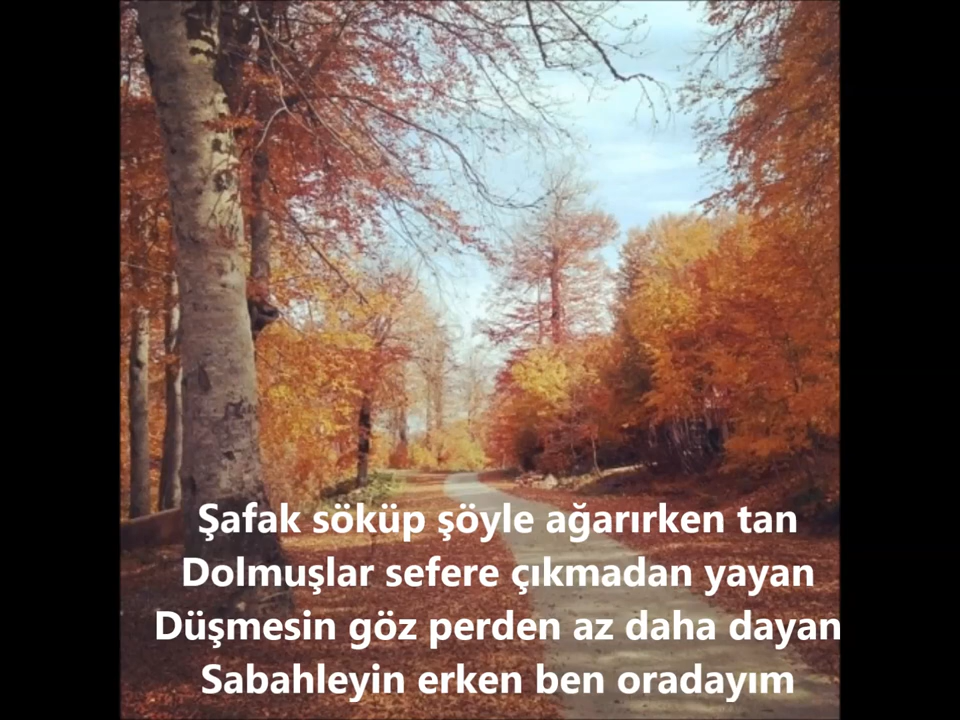 Şafak söküp şöyle ağarırken tan
Dolmuşlar sefere çıkmadan yayan
Düşmesin göz perden az daha dayan
Sabahleyin erken ben oradayım